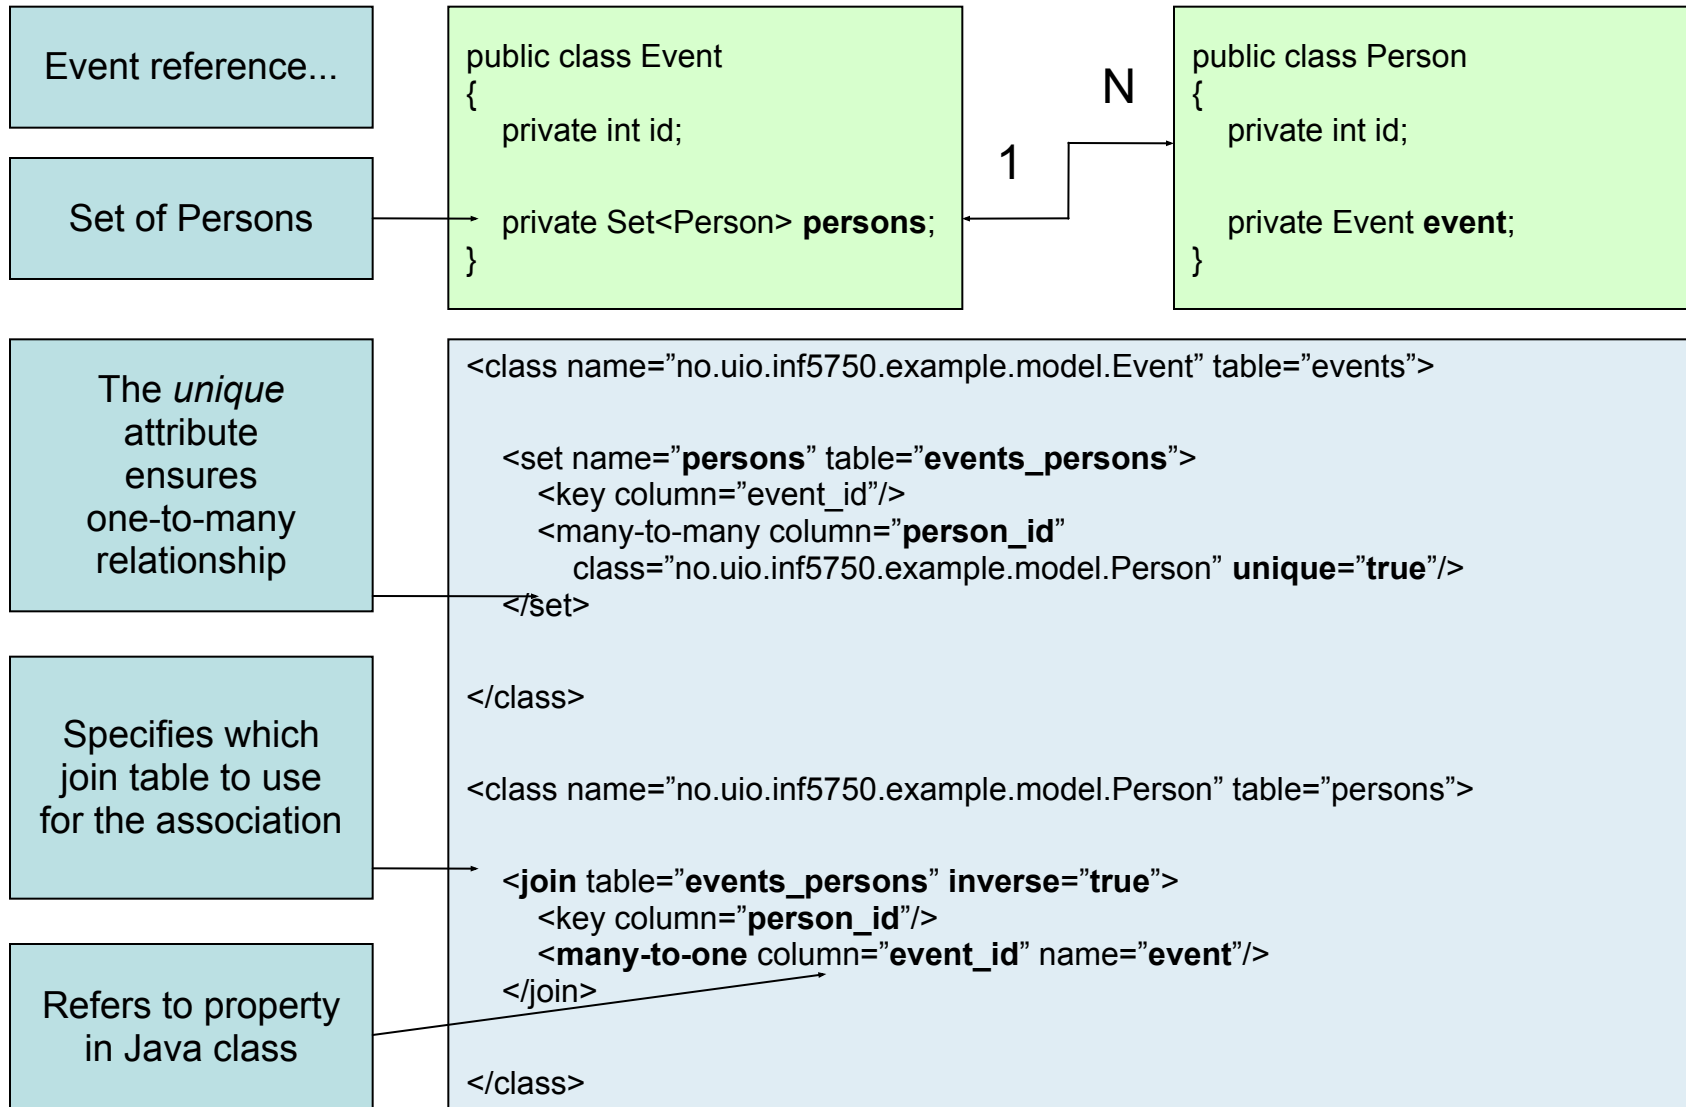 Event reference...
Set of Persons
public class Event
{
private int id;
private Set<Person> persons;
}
1
N
public class Person
{
private int id;
private Event event;
}
The unique
attribute
ensures
one-to-many
relationship
Specifies which
join table to use
for the association
Refers to property
in Java class
<class name=”no.uio.inf5750.example.model.Event” table=”events”>
<set name=”persons” table=”events_persons”>
<key column=”event_id”/>
<many-to-many column=”person_id”
class=”no.uio.inf5750.example.model.Person” unique=”true”/>
</set>
</class>
<class name=”no.uio.inf5750.example.model.Person” table=”persons”>
<join table=”events_persons” inverse=”true”>
<key column=”person_id”/>
<many-to-one column=”event_id” name=”event”/>
</join>
</class>